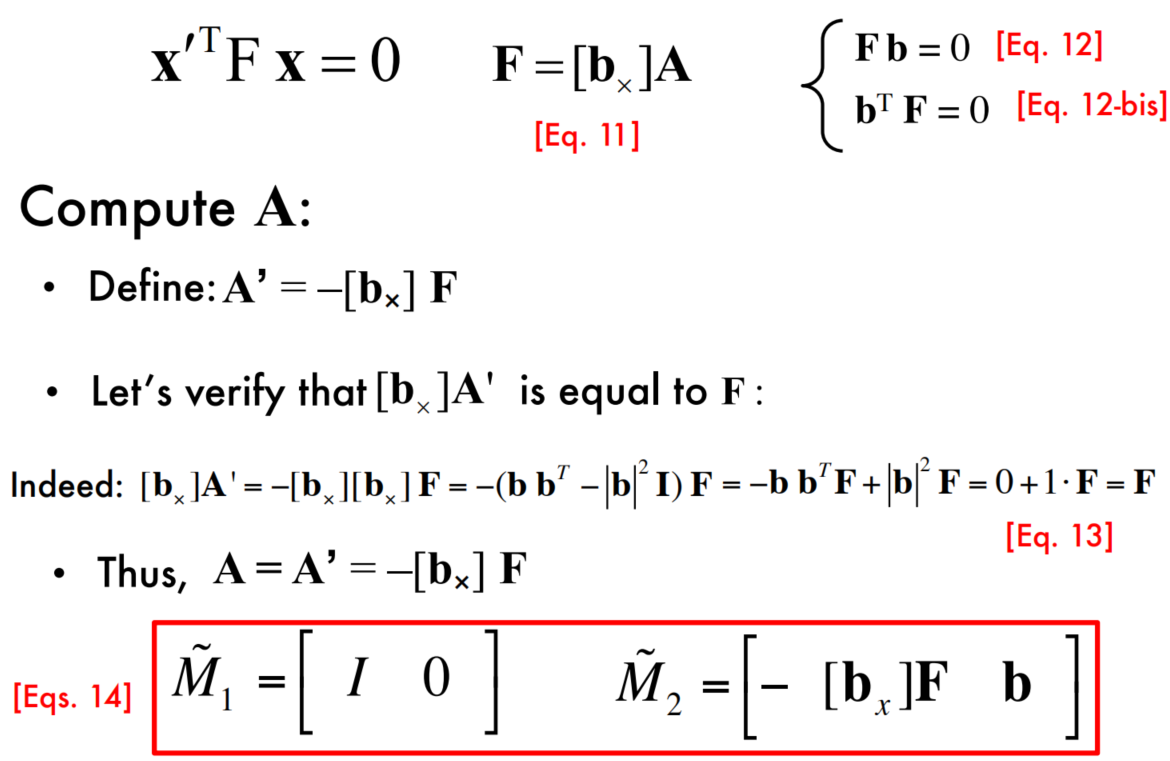 x′ᵀF x = 0    F = [b×]A    { F b = 0 [Eq. 12]
bᵀ F = 0 [Eq. 12-bis]
[Eq. 11]
Compute A:
• Define: A’ = –[b×] F
• Let’s verify that [b×]A' is equal to F :
Indeed: [b×]A' = –[b×][b×] F = –(b bᵀ – |b|² I) F = –b bᵀF + |b|² F = 0 + 1· F = F
[Eq. 13]
• Thus, A = A’ = –[b×] F
[Eqs. 14] M̃₁ = [ I 0 ]    M̃₂ = [ – [bₓ]F b ]